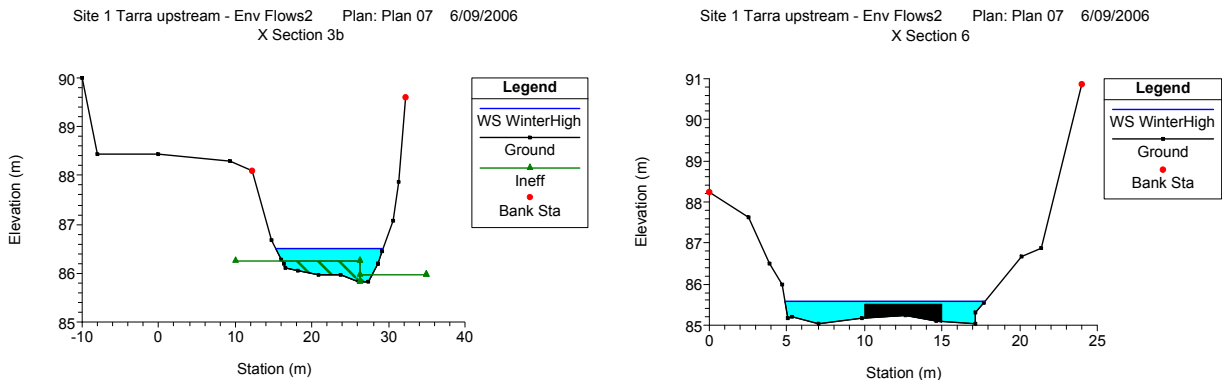 Site 1 Tarra upstream - Env Flows2 Plan: Plan 07 6/09/2006
X Section 3b
90
89
88
87
86
85
Elevation (m)
-10 0 10 20 30 40
Station (m)
Legend
WS WinterHigh
Ground
Ineff
Bank Sta
Site 1 Tarra upstream - Env Flows2 Plan: Plan 07 6/09/2006
X Section 6
91
90
89
88
87
86
85
Elevation (m)
0 5 10 15 20 25
Station (m)
Legend
WS WinterHigh
Ground
Bank Sta